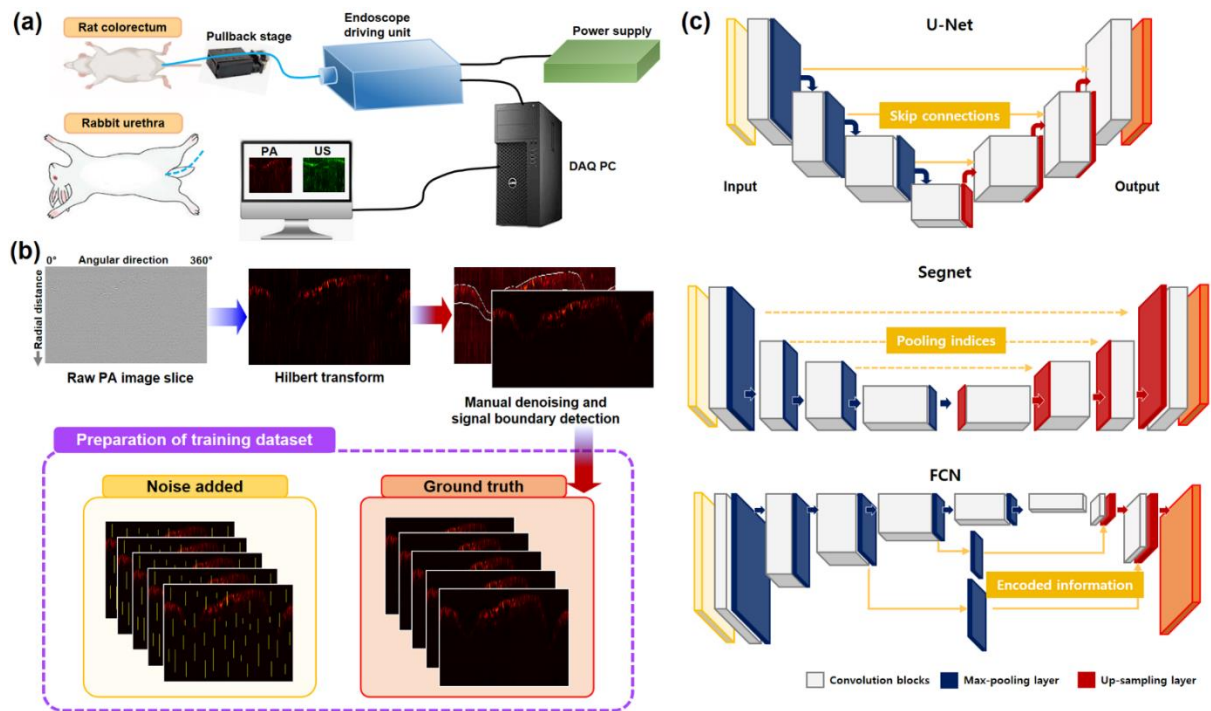 (a)
Rat colorectum
Pullback stage
Endoscope
driving unit
Power supply
Rabbit urethra
PA
US
DAQ PC
(b)
0°
Angular direction
360°
Radial distance
Raw PA image slice
Hilbert transform
Manual denoising and
signal boundary detection
Preparation of training dataset
Noise added
Ground truth
(c)
U-Net
Skip connections
Input
Output
Segnet
Pooling indices
FCN
Encoded information
Convolution blocks
Max-pooling layer
Up-sampling layer